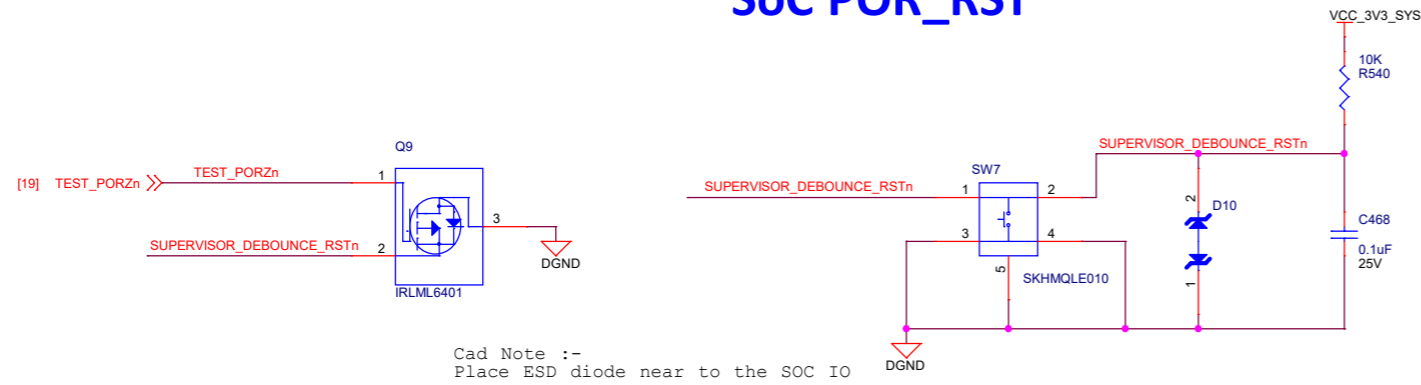 SoC POR_RST
VCC_3V3_SYS
10K
R540
Q9
SUPERVISOR_DEBOUNCE_RSTn
[19] TEST_PORZn
TEST_PORZn
1
SW7
SUPERVISOR_DEBOUNCE_RSTn
1
2
2
D10
3
C468
SUPERVISOR_DEBOUNCE_RSTn
2
3
4
0.1uF
25V
DGND
5
SKHMQLE010
1
IRLML6401
Cad Note :-
DGND
Place ESD diode near to the SOC IO